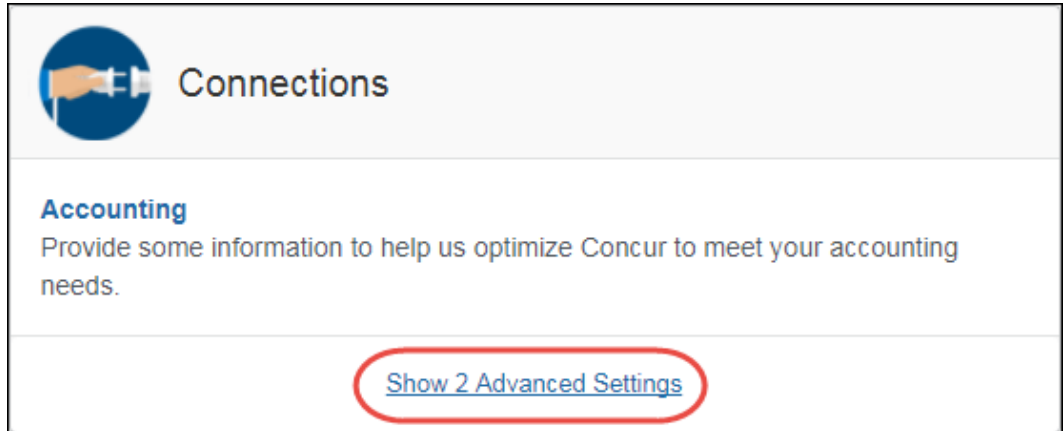 Connections
Accounting
Provide some information to help us optimize Concur to meet your accounting
needs.
Show 2 Advanced Settings